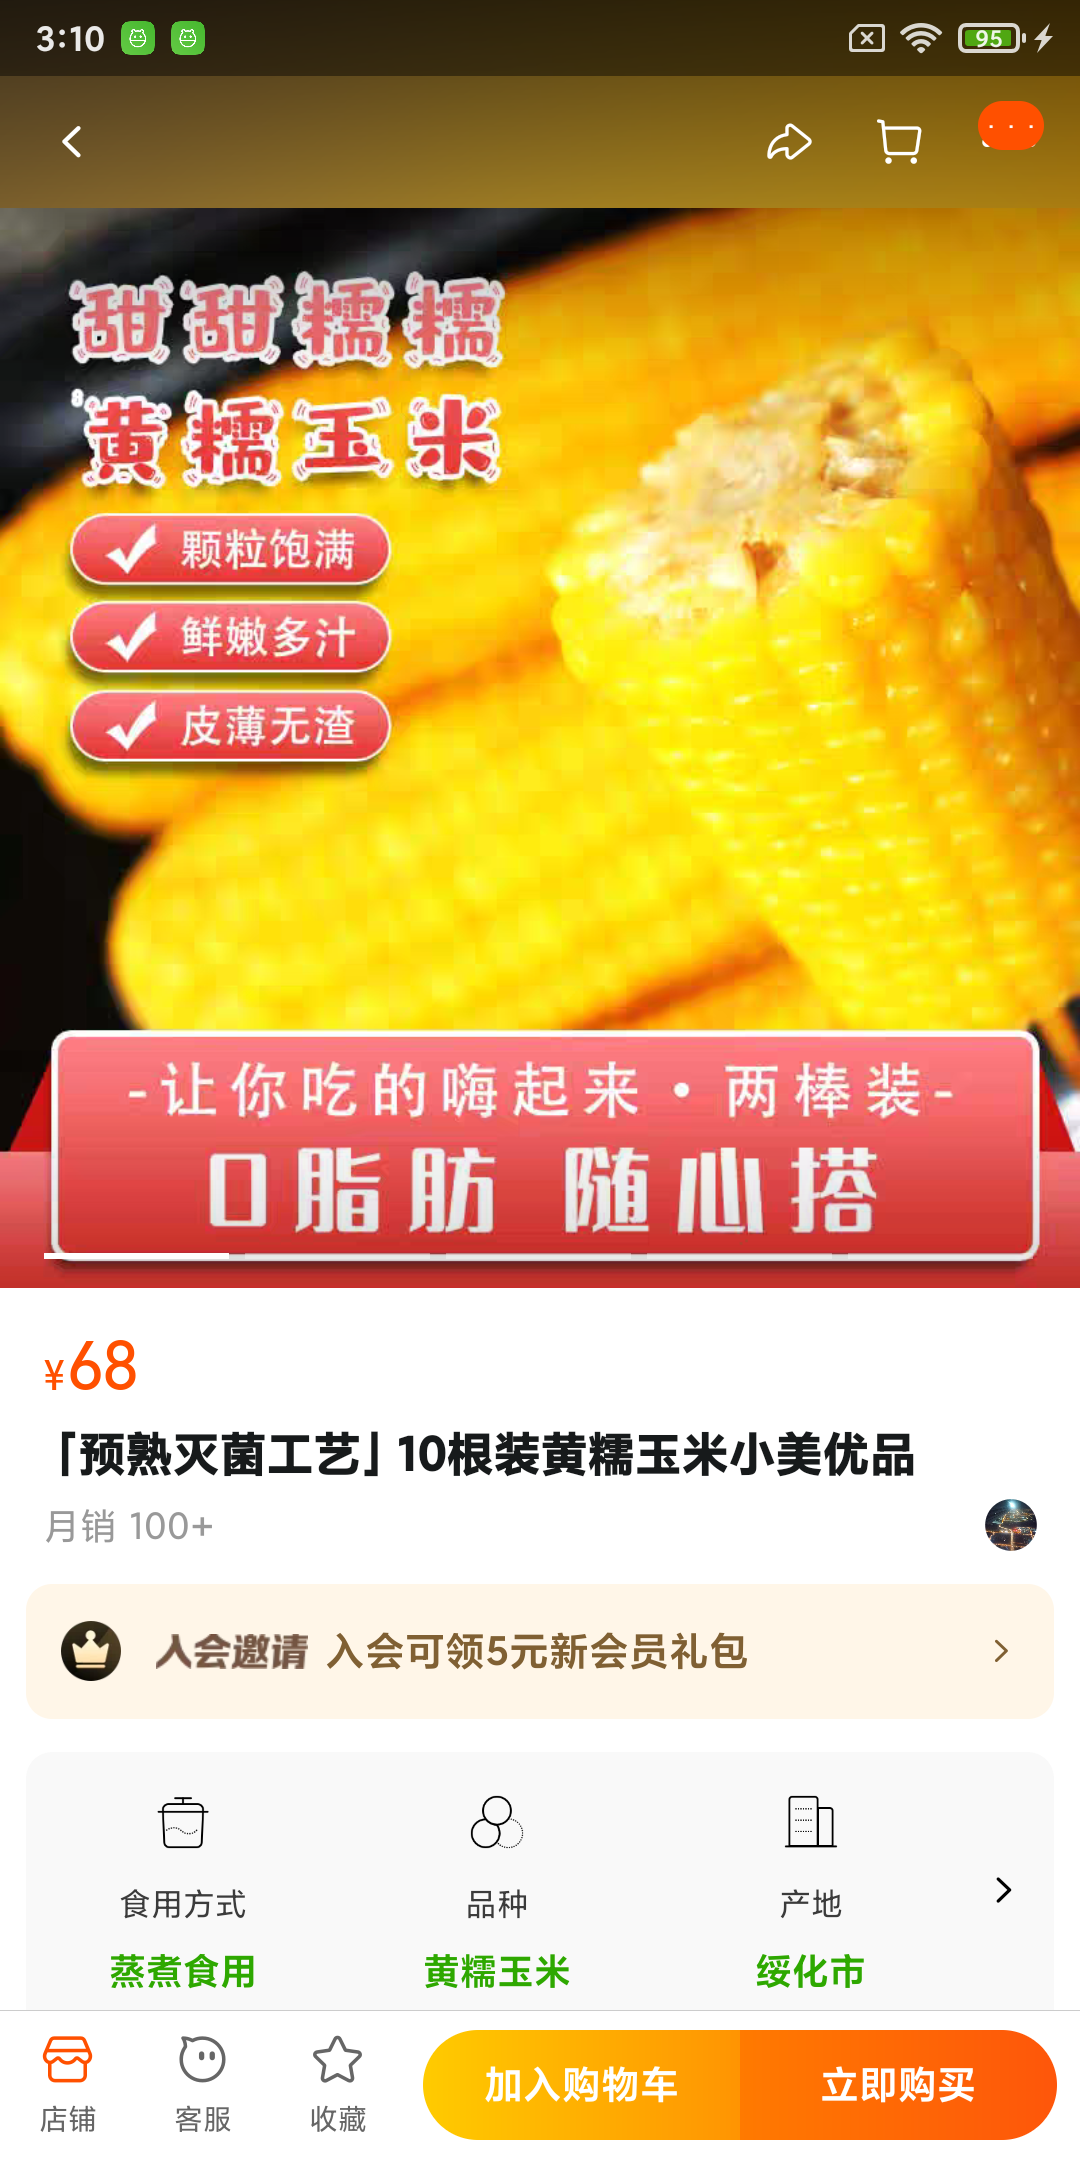 3:10
95
甜甜糯糯
黄糯玉米
颗粒饱满
鲜嫩多汁
皮薄无渣
-让你吃的嗨起来·两棒装-
0脂肪 随心搭
¥68
「预熟灭菌工艺」10根装黄糯玉米小美优品
月销 100+
入会邀请 入会可领5元新会员礼包
食用方式 品种 产地
蒸煮食用 黄糯玉米 绥化市
店铺 客服 收藏 加入购物车 立即购买